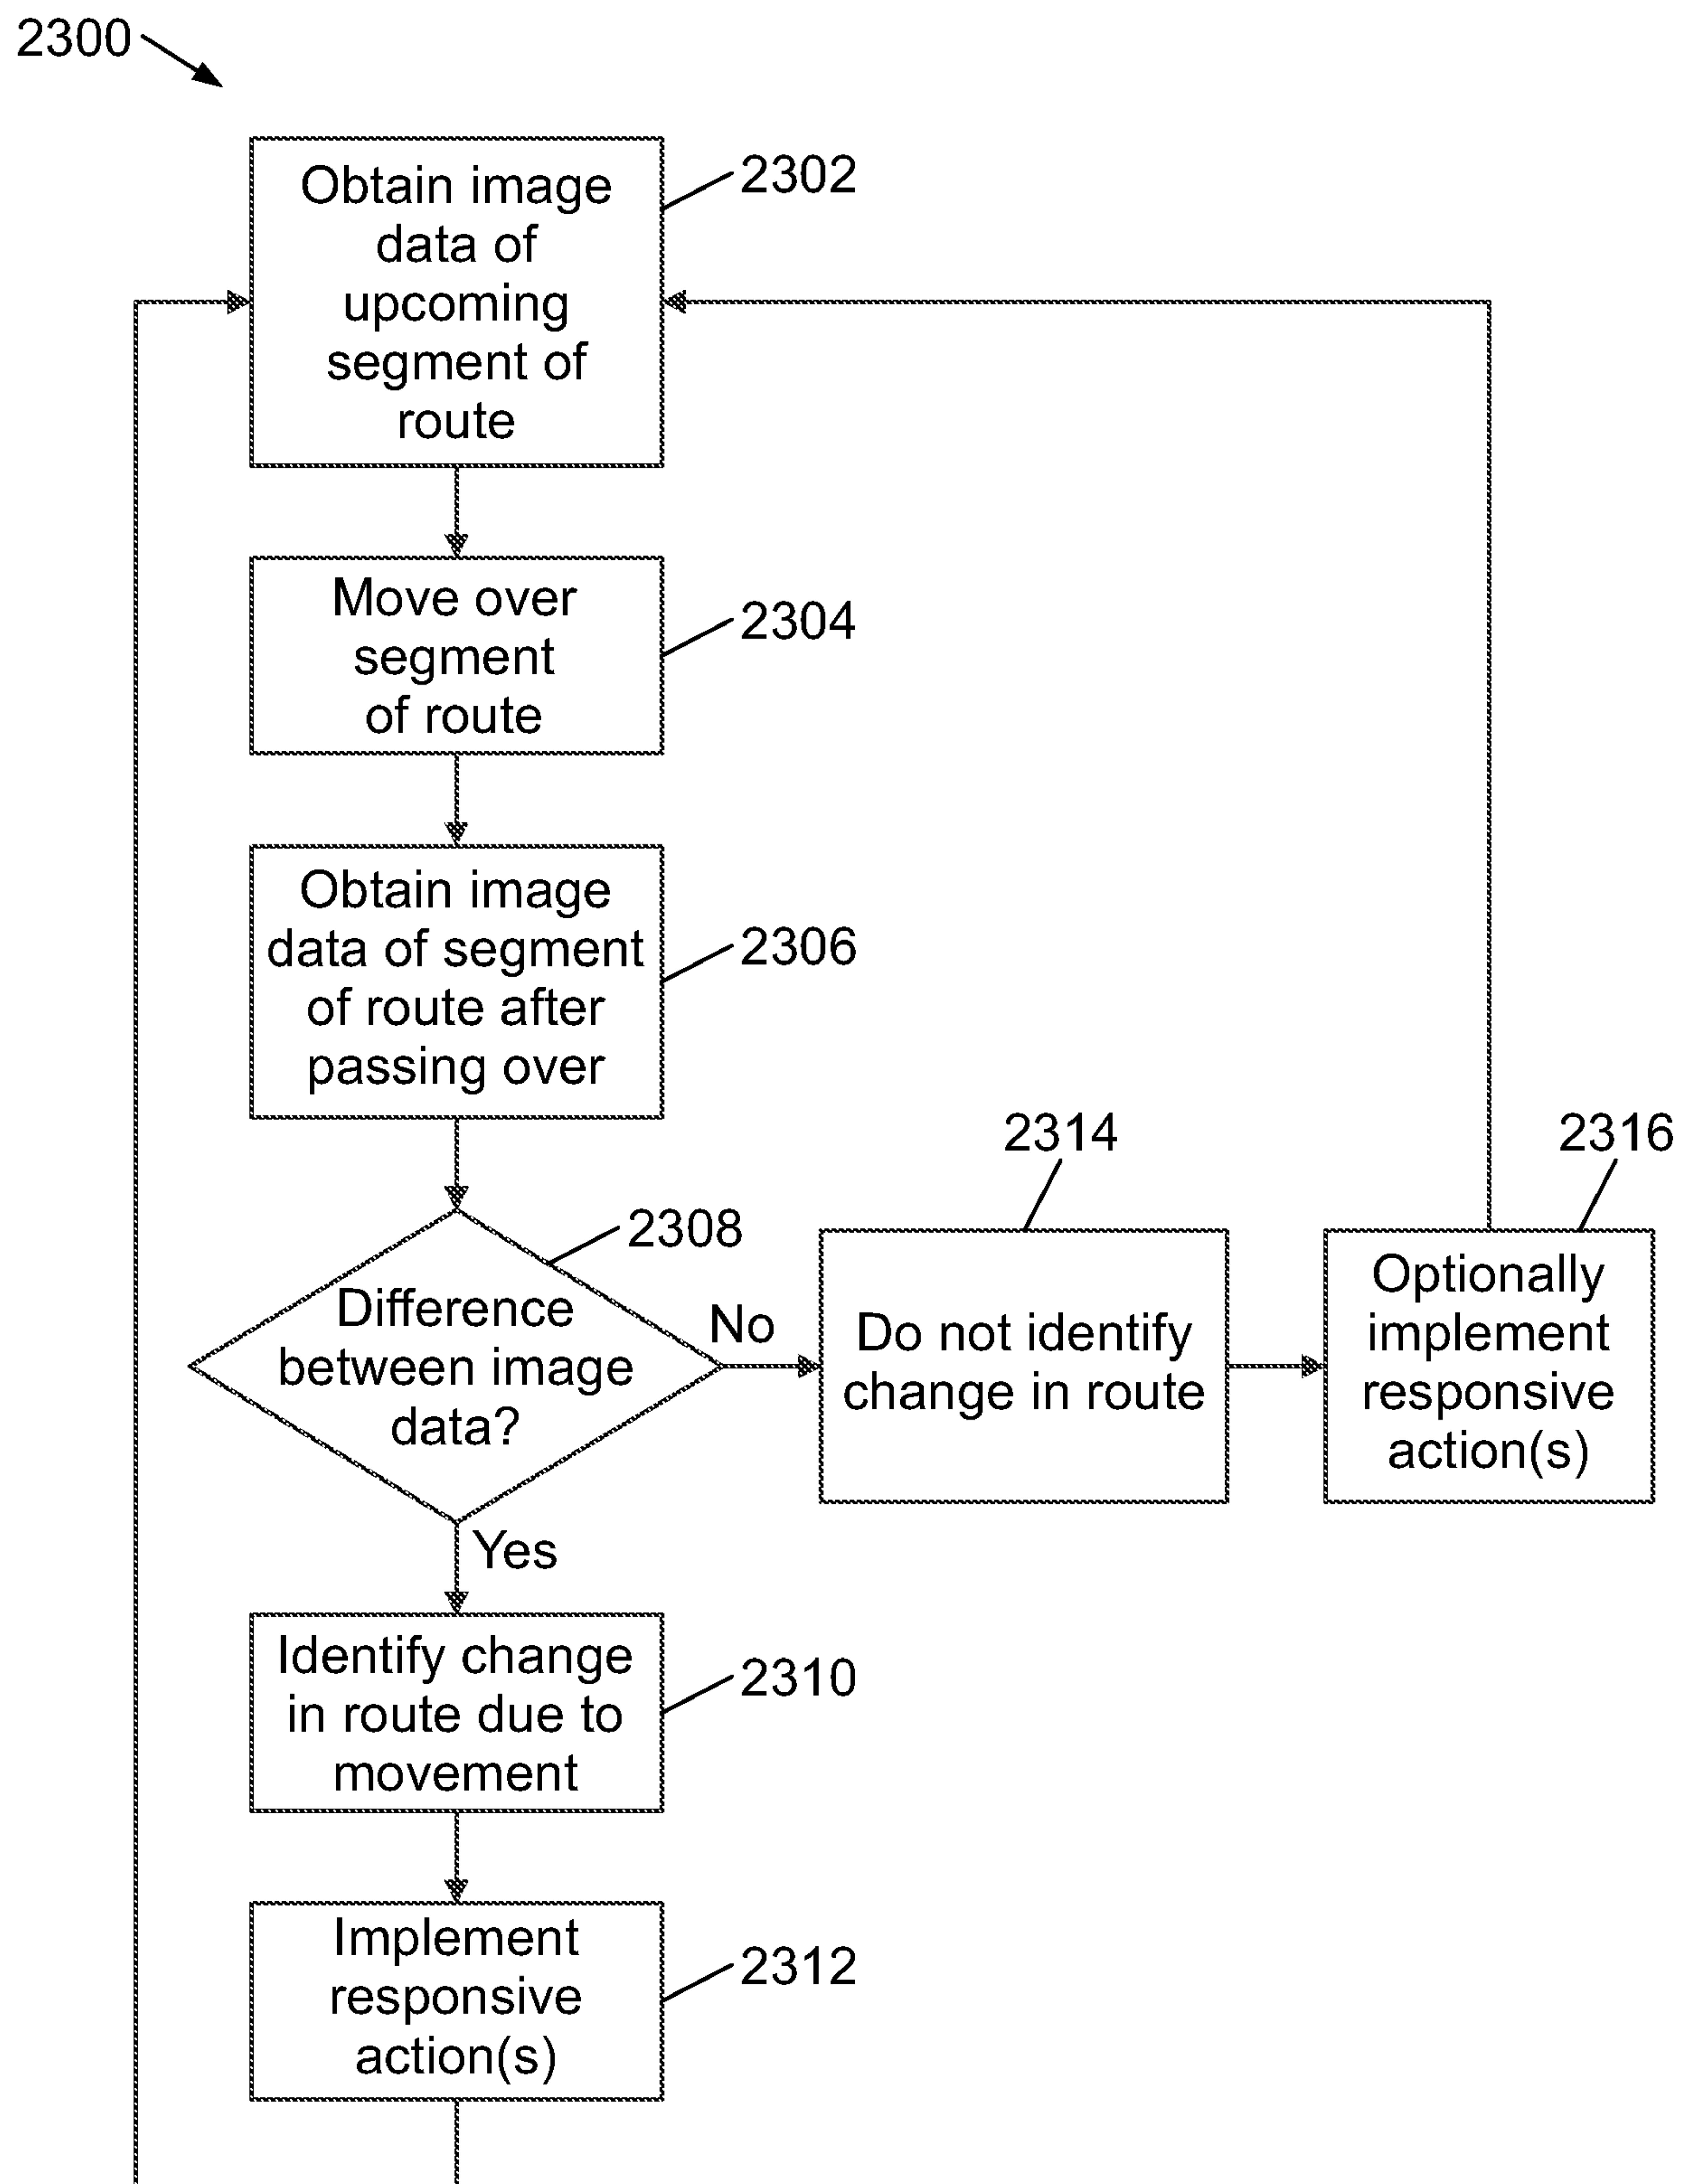 2300
Obtain image
data of
upcoming
segment of
route
2302
Move over
segment
of route
2304
Obtain image
data of segment
of route after
passing over
2306
Difference
between image
data?
2308
No
Do not identify
change in route
2314
Optionally
implement
responsive
action(s)
2316
Yes
Identify change
in route due to
movement
2310
Implement
responsive
action(s)
2312